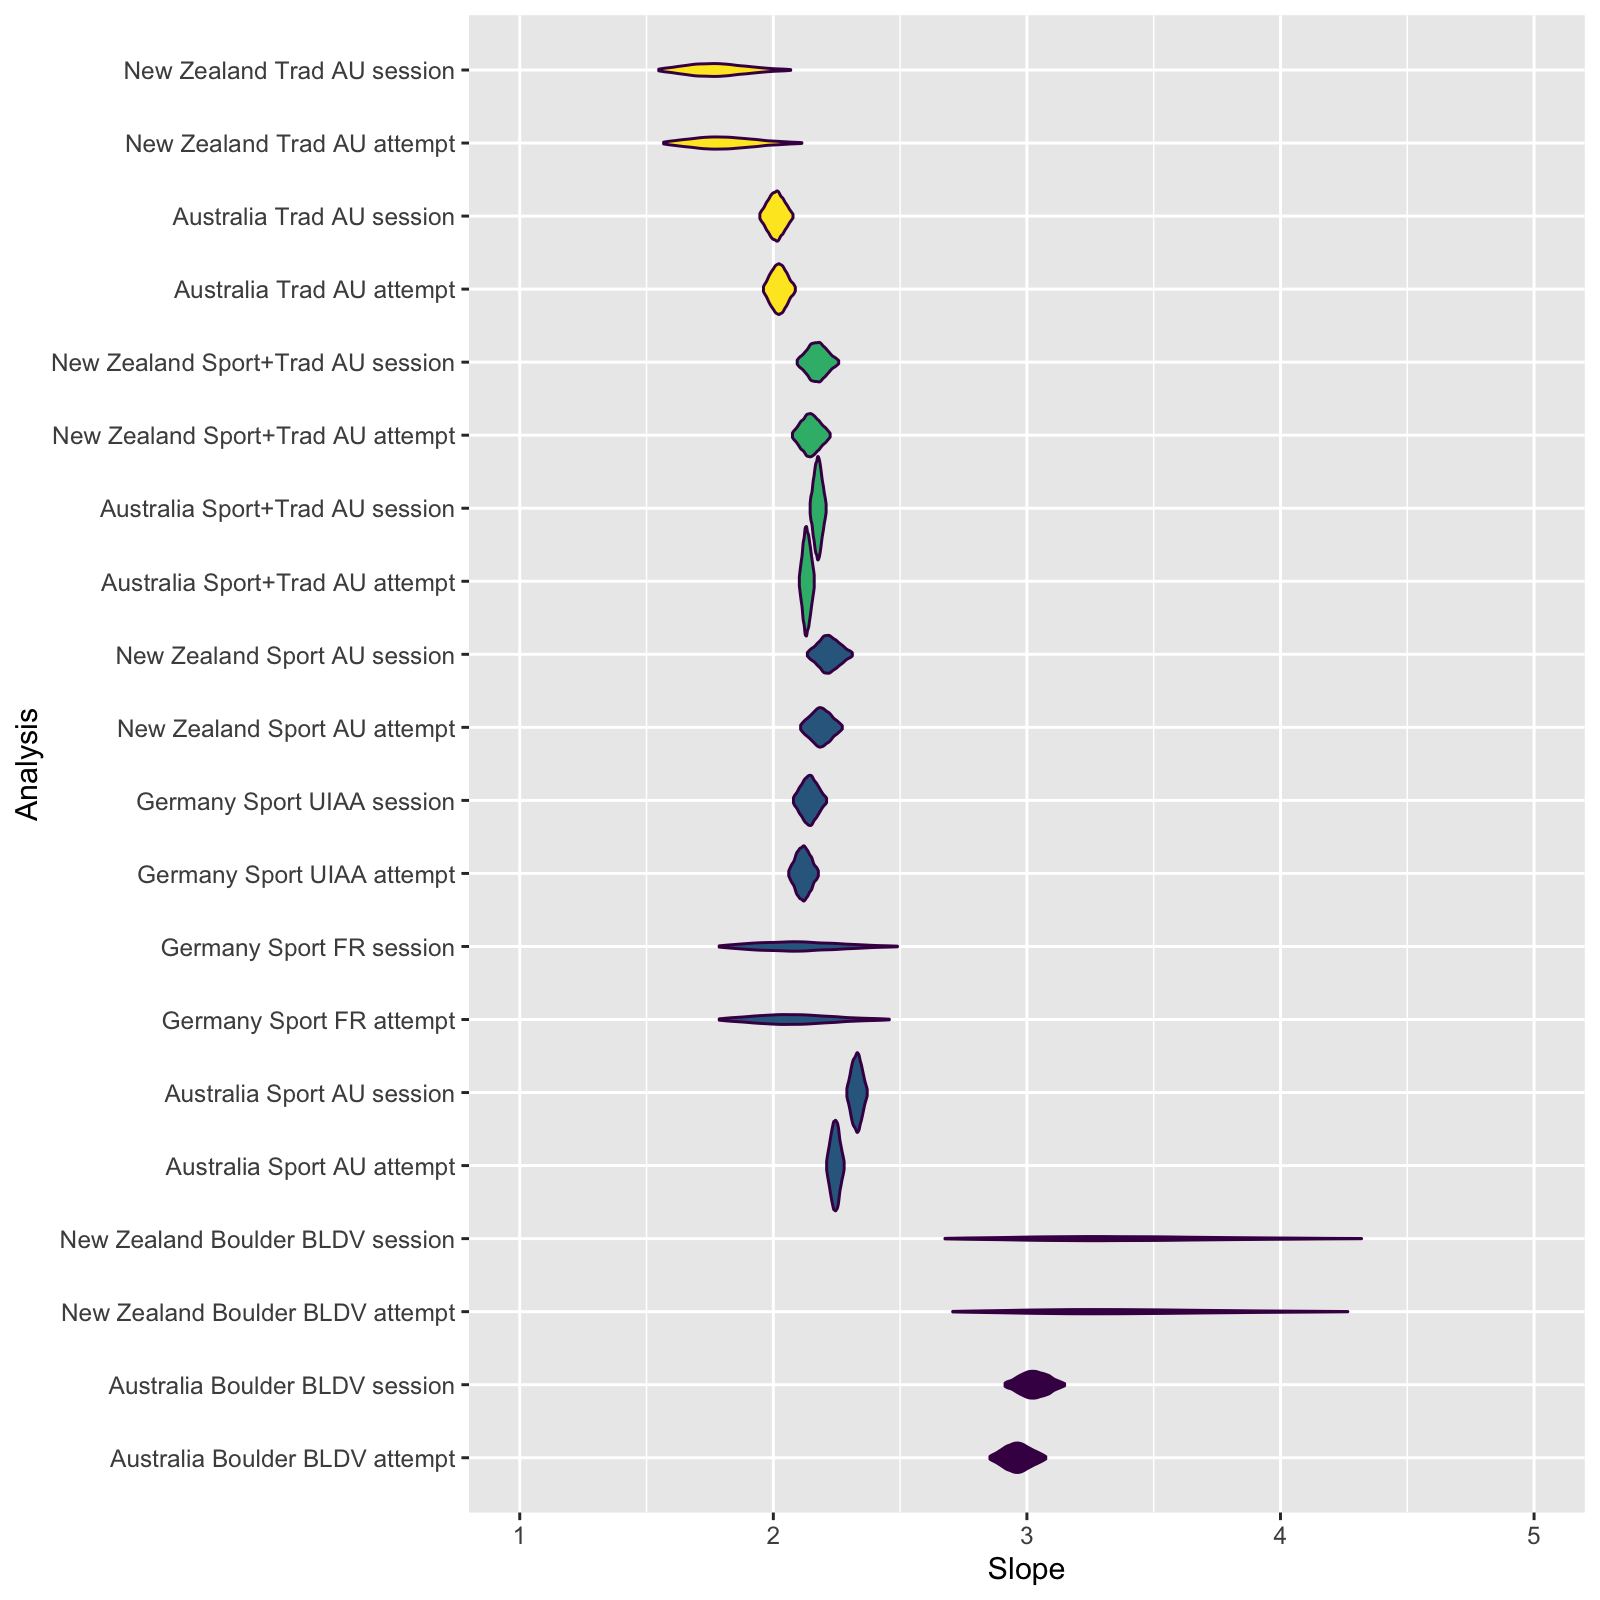 New Zealand Trad AU session
New Zealand Trad AU attempt
Australia Trad AU session
Australia Trad AU attempt
New Zealand Sport+Trad AU session
New Zealand Sport+Trad AU attempt
Australia Sport+Trad AU session
Australia Sport+Trad AU attempt
New Zealand Sport AU session
New Zealand Sport AU attempt
Germany Sport UIAA session
Germany Sport UIAA attempt
Germany Sport FR session
Germany Sport FR attempt
Australia Sport AU session
Australia Sport AU attempt
New Zealand Boulder BLDV session
New Zealand Boulder BLDV attempt
Australia Boulder BLDV session
Australia Boulder BLDV attempt
Analysis
1 2 3 4 5
Slope